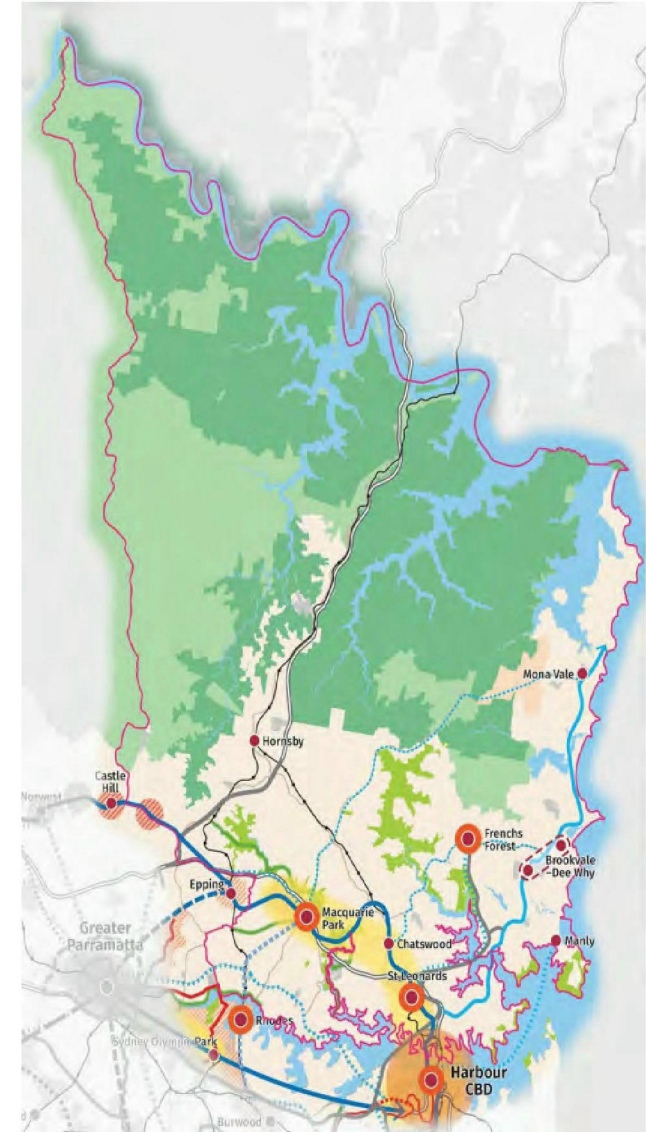 Mona Vale
Hornsby
Castle
Hill
Norwest
Frenchs
Forest
Brookvale
-Dee Why
Epping
Macquarie
Park
Greater
Parramatta
Chatswood
Manly
St Leonards
Rhodes
Sydney Olympic Park
Harbour
CBD
Burwood